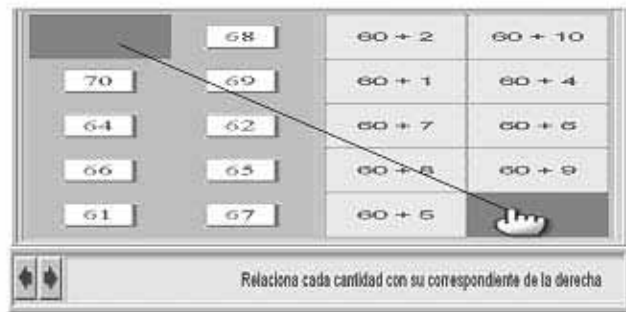 68 60 + 2 60 + 10
70 69 60 + 1 60 + 4
64 62 60 + 7 60 + 6
66 65 60 + 8 60 + 9
61 67 60 + 5
Relaciona cada cantidad con su correspondiente de la derecha